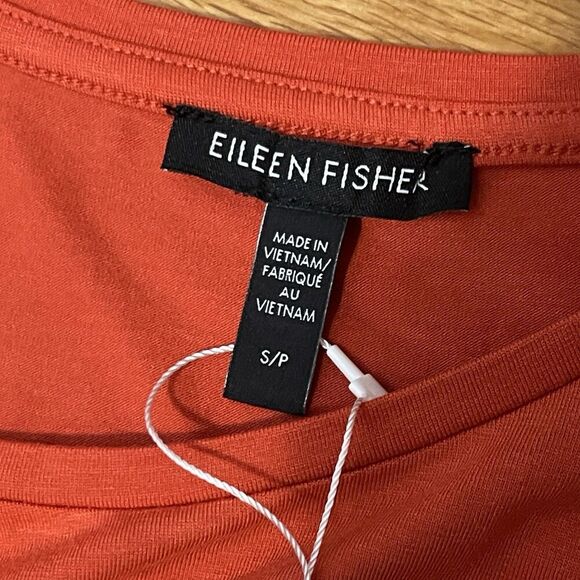 EILEEN FISHER
MADE IN
VIETNAM/
FABRIQUÉ
AU
VIETNAM
S/P